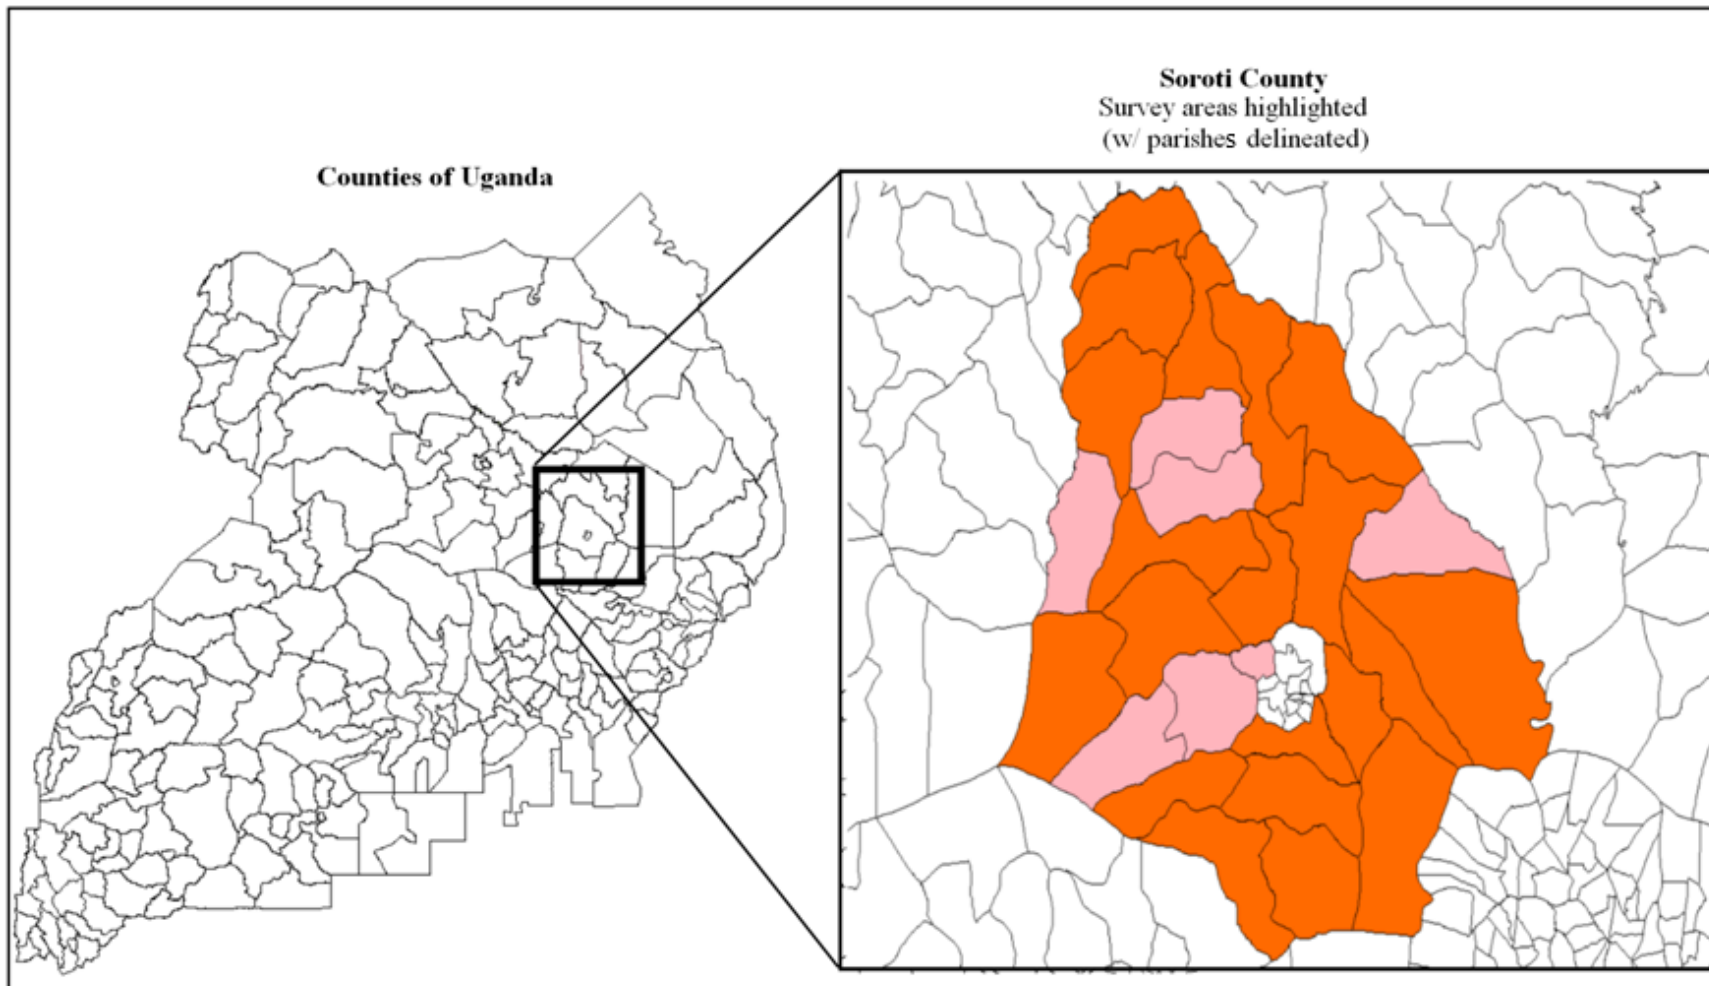 Soroti County
Survey areas highlighted
(w/ parishes delineated)
Counties of Uganda